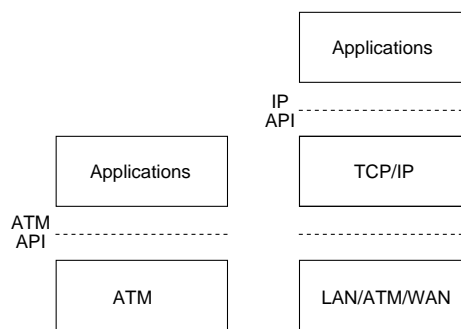 Applications
IP
API
Applications
TCP/IP
ATM
API
ATM
LAN/ATM/WAN